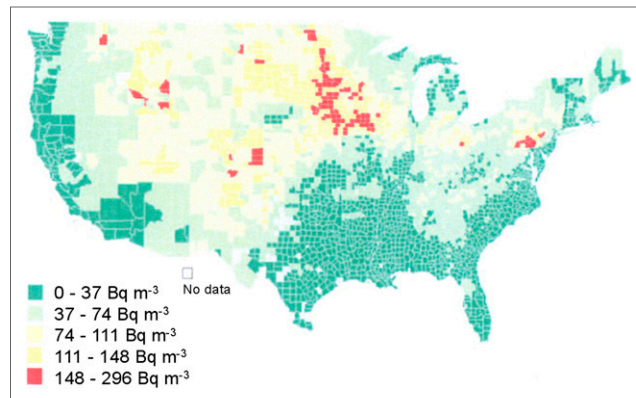 No data
0 - 37 Bq m⁻³
37 - 74 Bq m⁻³
74 - 111 Bq m⁻³
111 - 148 Bq m⁻³
148 - 296 Bq m⁻³